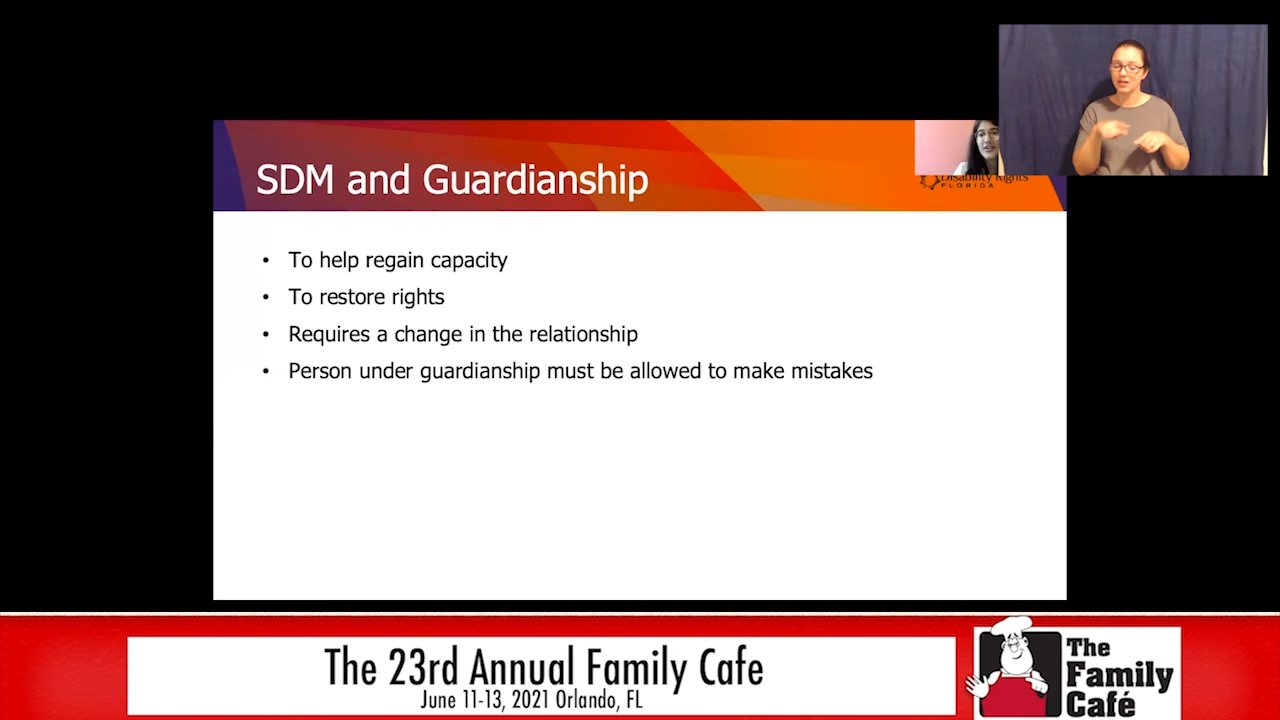 SDM and Guardianship
Disability Rights
FLORIDA
• To help regain capacity
• To restore rights
• Requires a change in the relationship
• Person under guardianship must be allowed to make mistakes
The 23rd Annual Family Cafe
June 11-13, 2021 Orlando, FL
The
Family
Café